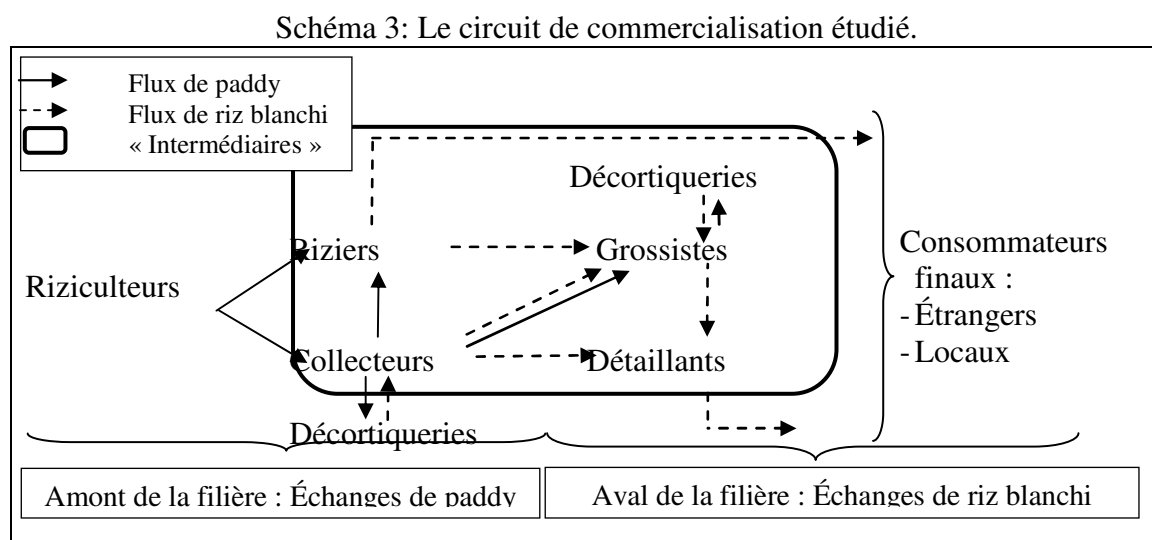 Schéma 3: Le circuit de commercialisation étudié.
Flux de paddy
Flux de riz blanchi
« Intermédiaires »
Décortiqueries
Riziers
Grossistes
Riziculteurs
Collecteurs
Détaillants
Décortiqueries
Consommateurs
finaux :
- Étrangers
- Locaux
Amont de la filière : Échanges de paddy
Aval de la filière : Échanges de riz blanchi